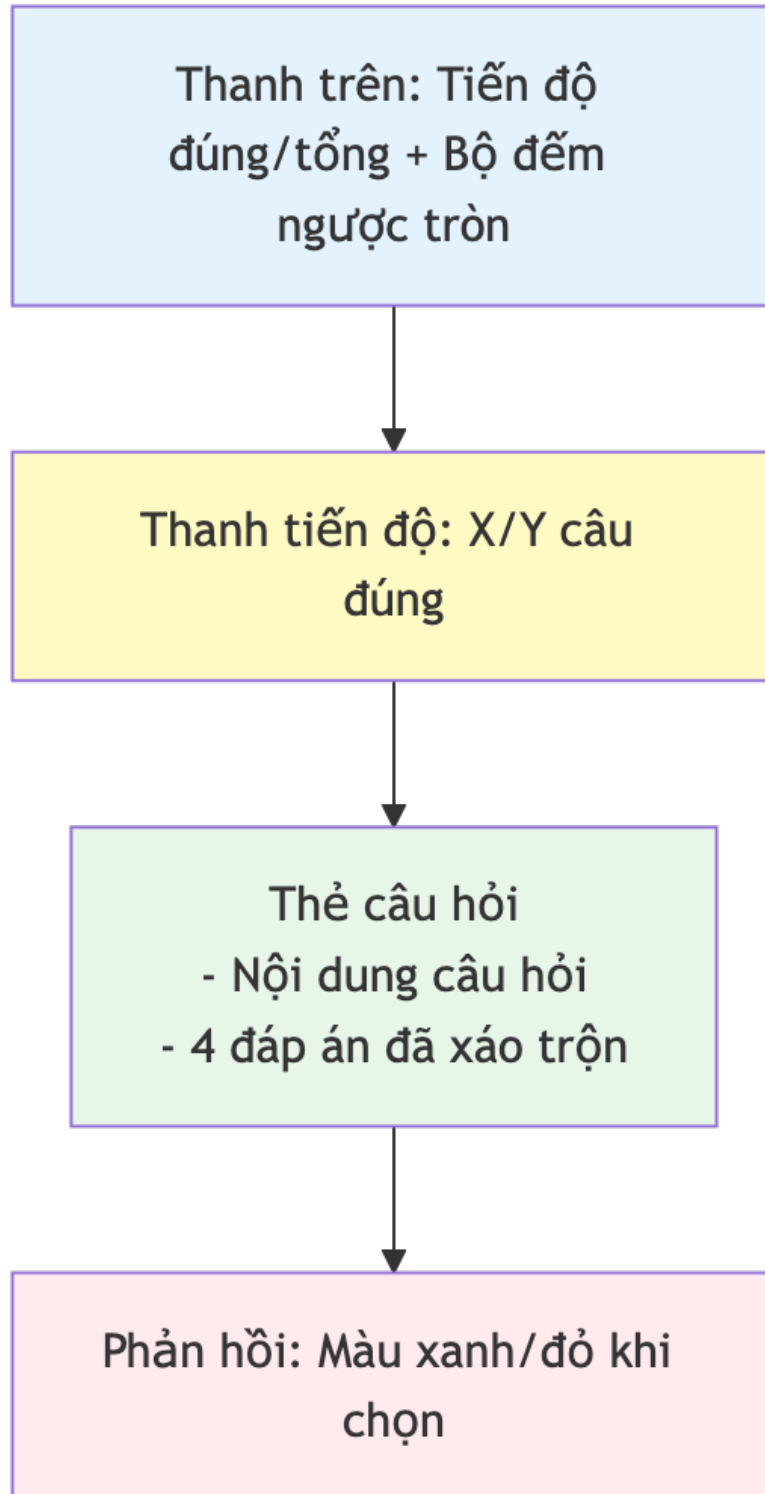 Thanh trên: Tiến độ
đúng/tổng + Bộ đếm
ngược tròn
Thanh tiến độ: X/Y câu
đúng
Thẻ câu hỏi
- Nội dung câu hỏi
- 4 đáp án đã xáo trộn
Phản hồi: Màu xanh/đỏ khi
chọn